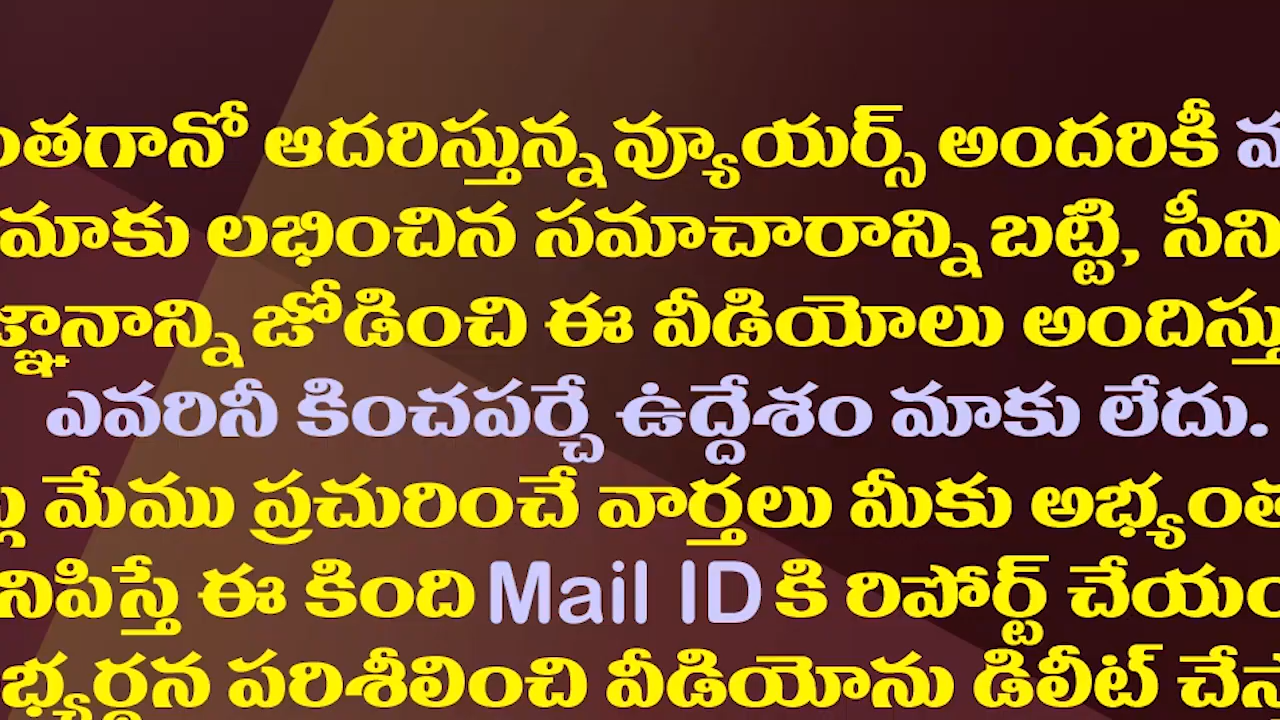 ఆదరిస్తున్న వ్యూయర్స్ అందరికీ
మాకు లభించిన సమాచారాన్ని బట్టి,
జోడించి ఈ వీడియోలు
ఎవరినీ కించపర్చే ఉద్దేశం మాకు లేదు.
మేము ప్రచురించే వార్తలు మీకు
ఈ కింది Mail ID కి రిపోర్ట్
పరిశీలించి వీడియోను డిలీట్